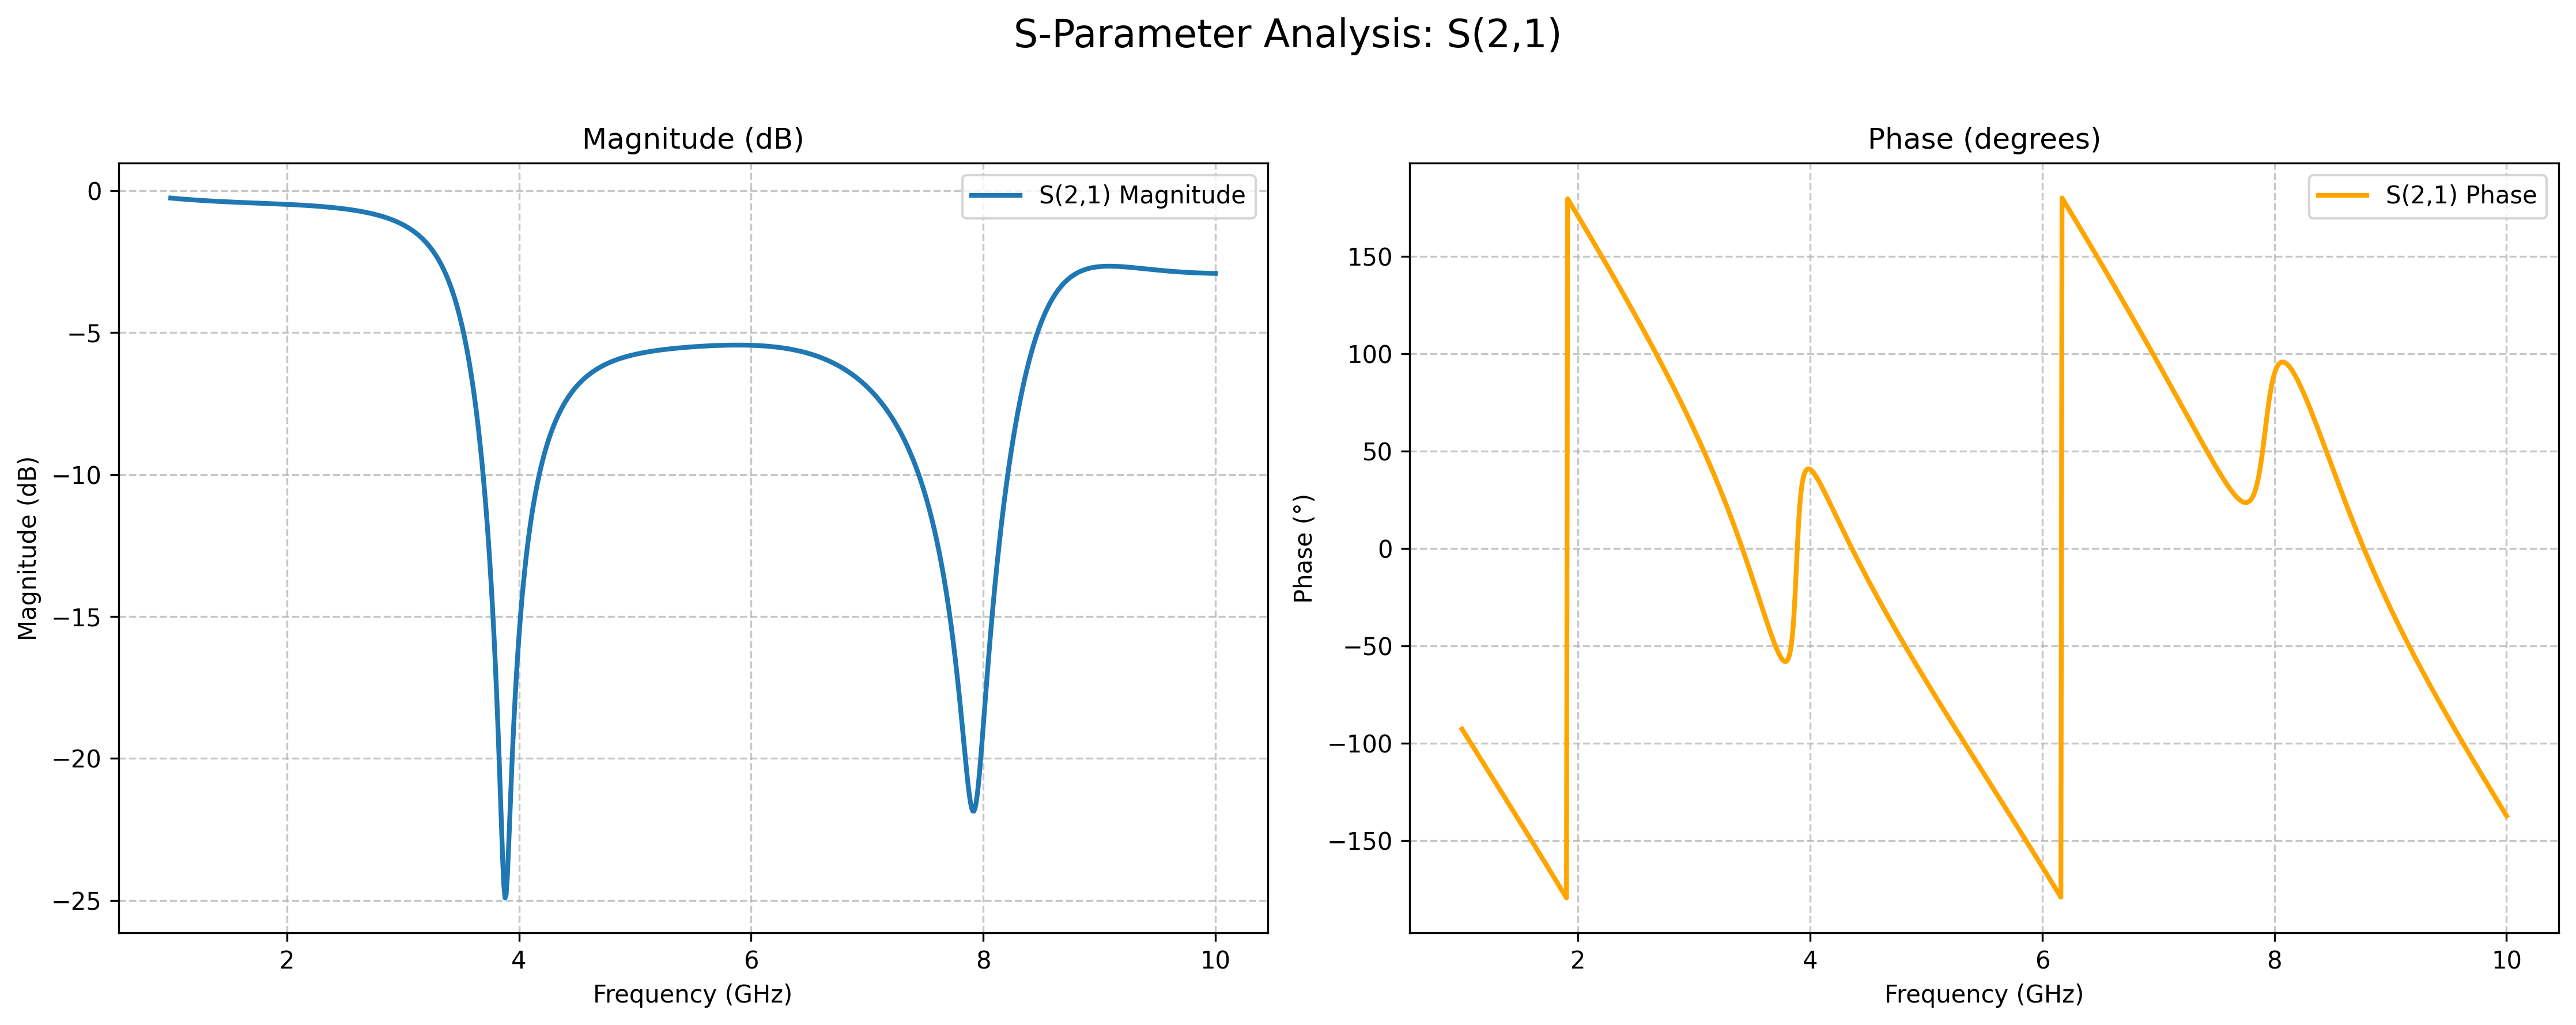 S-Parameter Analysis: S(2,1)
Magnitude (dB)
S(2,1) Magnitude
Magnitude (dB)
0
−5
−10
−15
−20
−25
2 4 6 8 10
Frequency (GHz)
Phase (degrees)
S(2,1) Phase
Phase (°)
150
100
50
0
−50
−100
−150
2 4 6 8 10
Frequency (GHz)